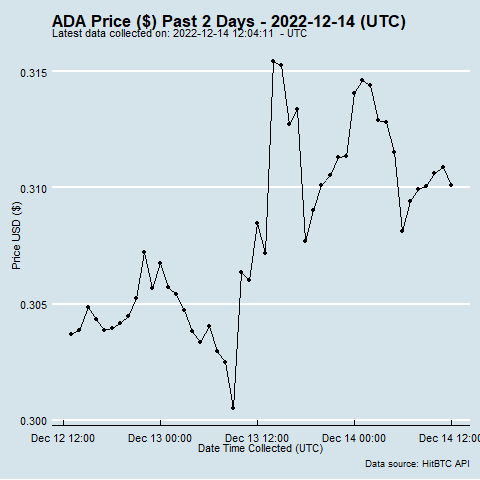 ADA Price ($) Past 2 Days - 2022-12-14 (UTC)
Latest data collected on: 2022-12-14 12:04:11 - UTC
0.315
0.310
0.305
0.300
Price USD ($)
Dec 12 12:00 Dec 13 00:00 Dec 13 12:00 Dec 14 00:00 Dec 14 12:00
Date Time Collected (UTC)
Data source: HitBTC API